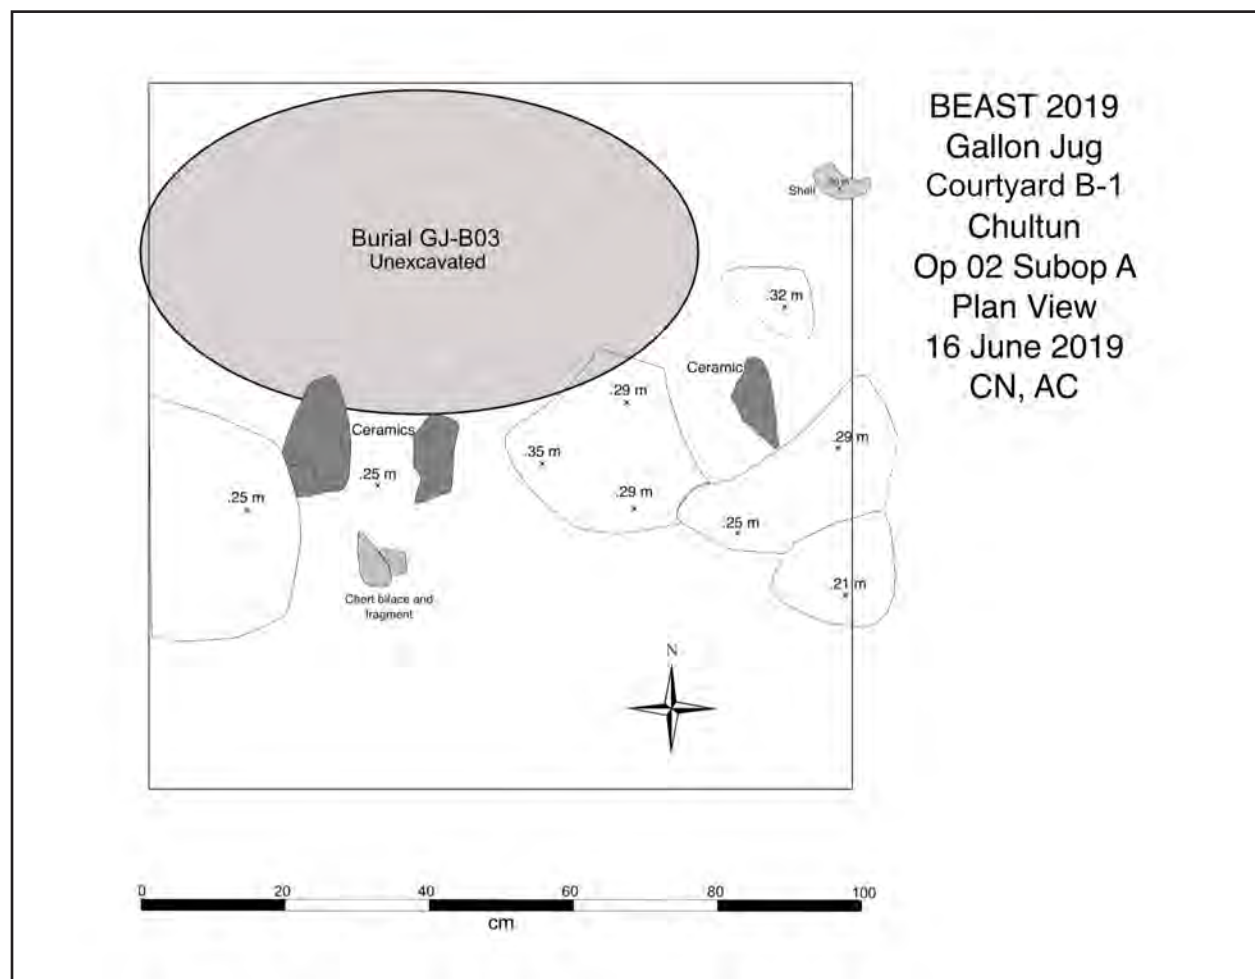 BEAST 2019
Gallon Jug
Courtyard B-1
Chultun
Op 02 Subop A
Plan View
16 June 2019
CN, AC
Burial GJ-B03
Unexcavated
Shell
.32 m
Ceramic
.29 m
Ceramics
.29 m
.35 m
.25 m
.25 m
.29 m
.25 m
Chert biface and
fragment
.21 m
N
0 20 40 60 80 100
cm